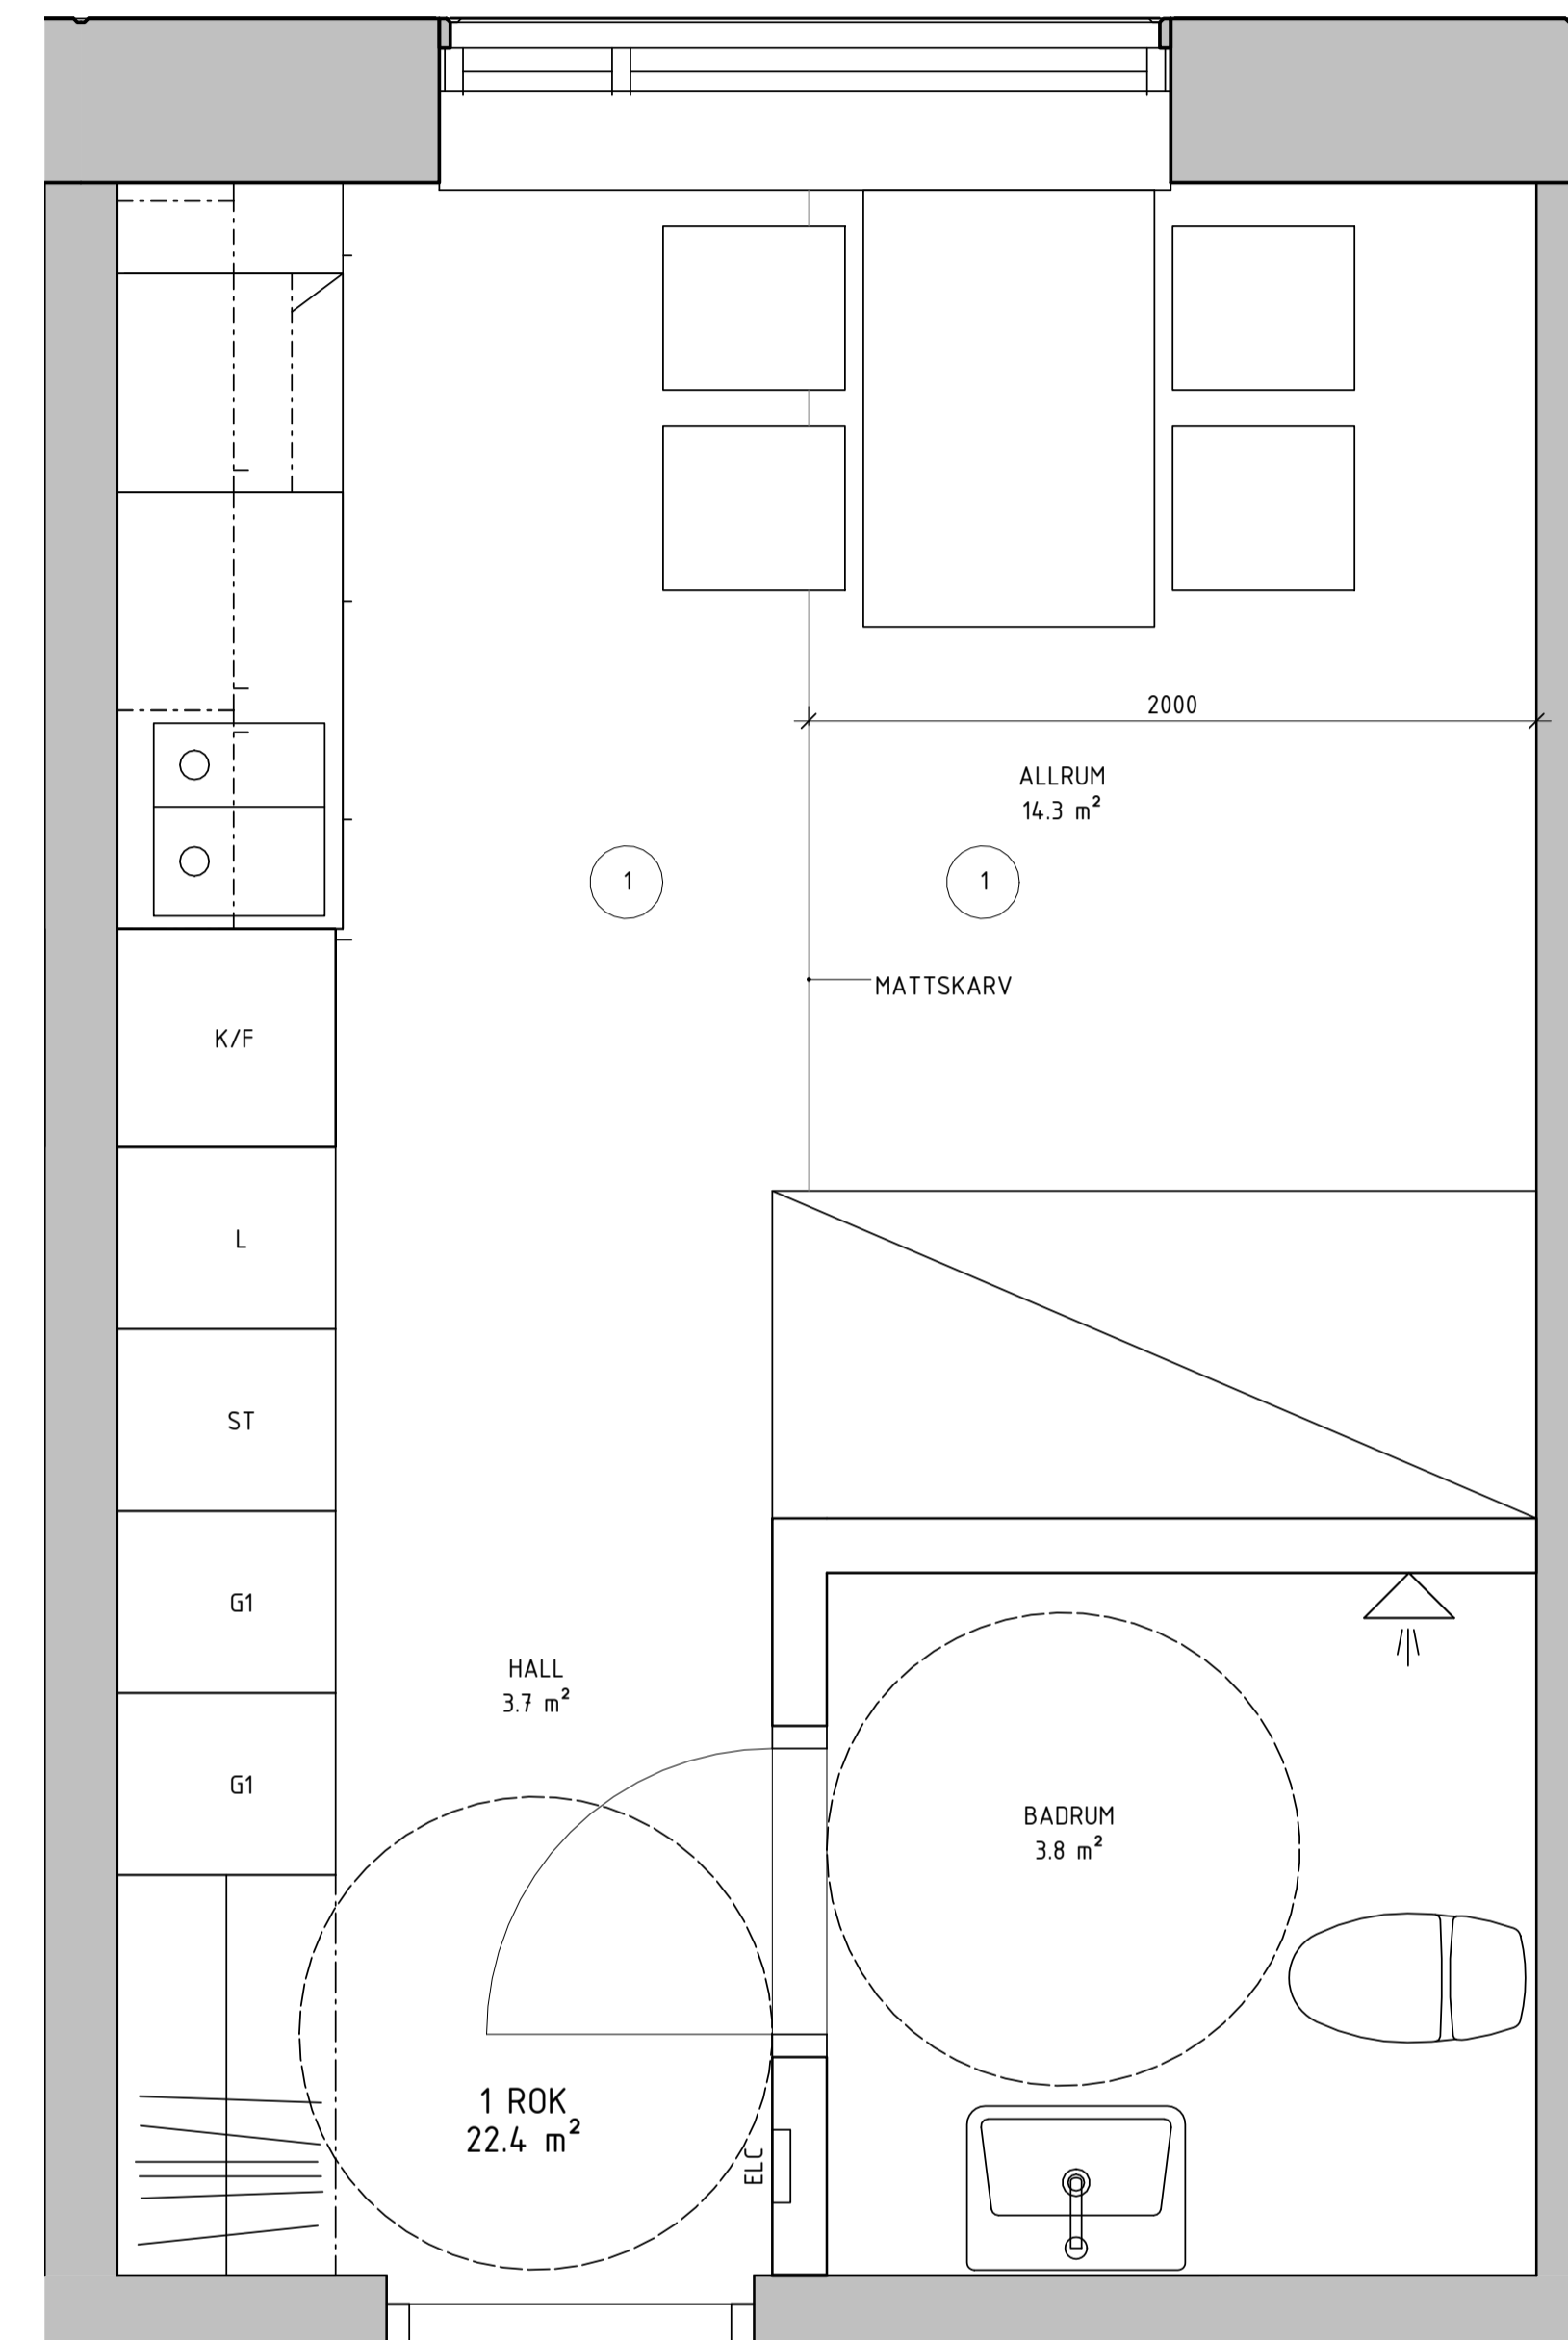 2000
ALLRUM
14.3 m²
1
1
MATTSKARV
K/F
L
ST
G1
HALL
3.7 m²
G1
BADRUM
3.8 m²
1 ROK
22.4 m²
ELC